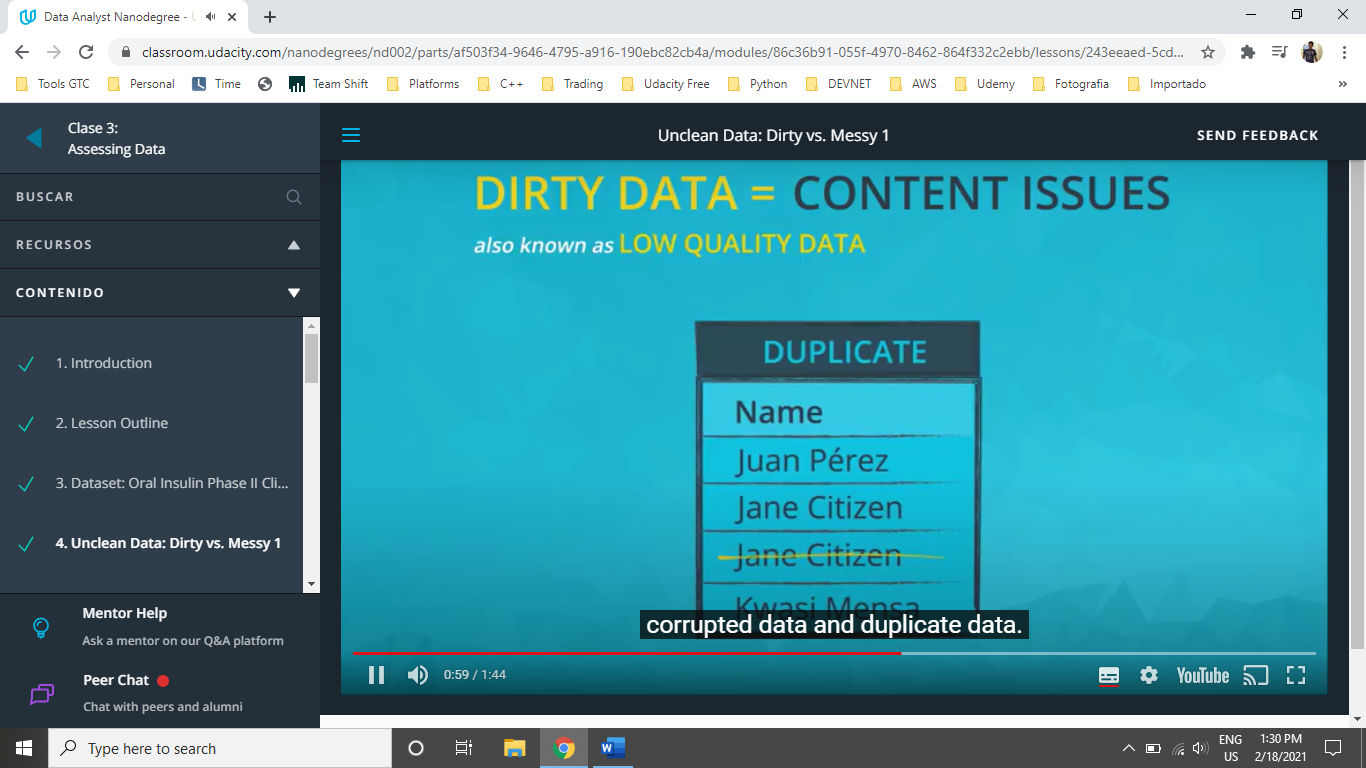 Data Analyst Nanodegree - U
classroom.udacity.com/nanodegrees/nd002/parts/af503f34-9646-4795-a916-190ebc82cb4a/modules/86c36b91-055f-4970-8462-864f332c2ebb/lessons/243eeaed-5cd...
Tools GTC Personal Time Team Shift Platforms C++ Trading Udacity Free Python DEVNET AWS Udemy Fotografia Importado »
Clase 3:
Assessing Data
Unclean Data: Dirty vs. Messy 1
SEND FEEDBACK
BUSCAR
RECURSOS
CONTENIDO
1. Introduction
2. Lesson Outline
3. Dataset: Oral Insulin Phase II Cli...
4. Unclean Data: Dirty vs. Messy 1
Mentor Help
Ask a mentor on our Q&A platform
Peer Chat
Chat with peers and alumni
DIRTY DATA = CONTENT ISSUES
also known as LOW QUALITY DATA
DUPLICATE
Name
Juan Pérez
Jane Citizen
Jane Citizen
Kwasi Mensa
corrupted data and duplicate data.
0:59 / 1:44
YouTube
Type here to search
W
ENG
US
1:30 PM
2/18/2021